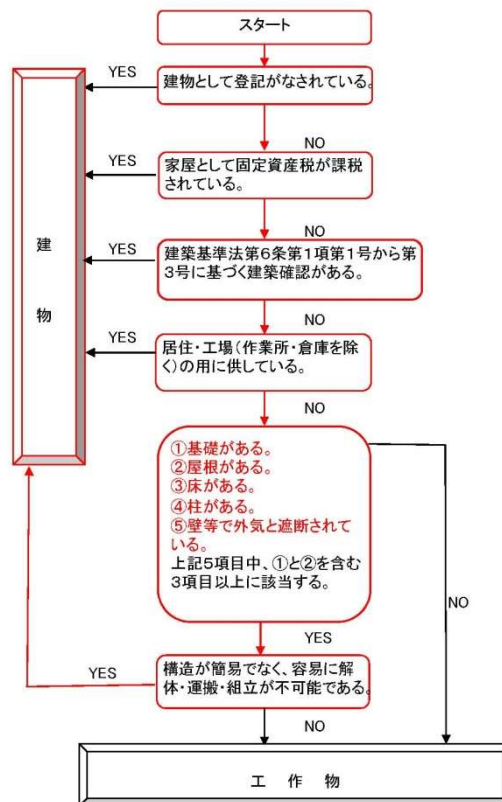 スタート
YES
建物として登記がなされている。
NO
YES
家屋として固定資産税が課税
されている。
NO
YES
建築基準法第6条第1項第1号から第
3号に基づく建築確認がある。
NO
YES
居住・工場(作業所・倉庫を除
く)の用に供している。
NO
建
物
①基礎がある。
②屋根がある。
③床がある。
④柱がある。
⑤壁等で外気と遮断されて
いる。
上記5項目中、①と②を含む
3項目以上に該当する。
NO
YES
YES
構造が簡易でなく、容易に解
体・運搬・組立が不可能である。
NO
工 作 物